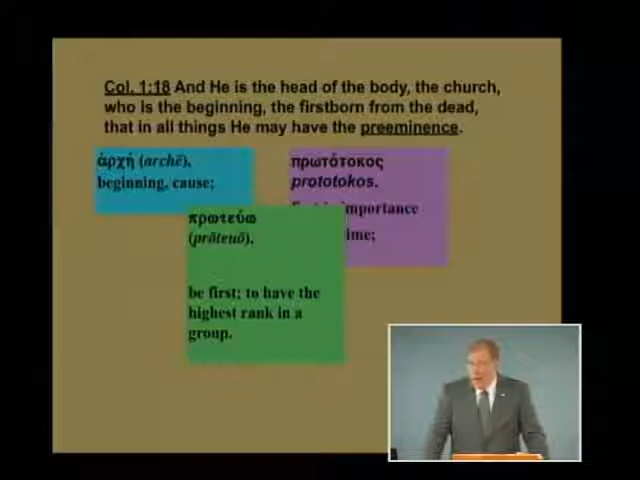 Col. 1:18 And He is the head of the body, the church,
who is the beginning, the firstborn from the dead,
that in all things He may have the preeminence.
ἀρχή (archē),
beginning, cause;
πρωτότοκος
prototokos.
importance
πρωτεύω
(prōteuō),
be first; to have the
highest rank in a
group.